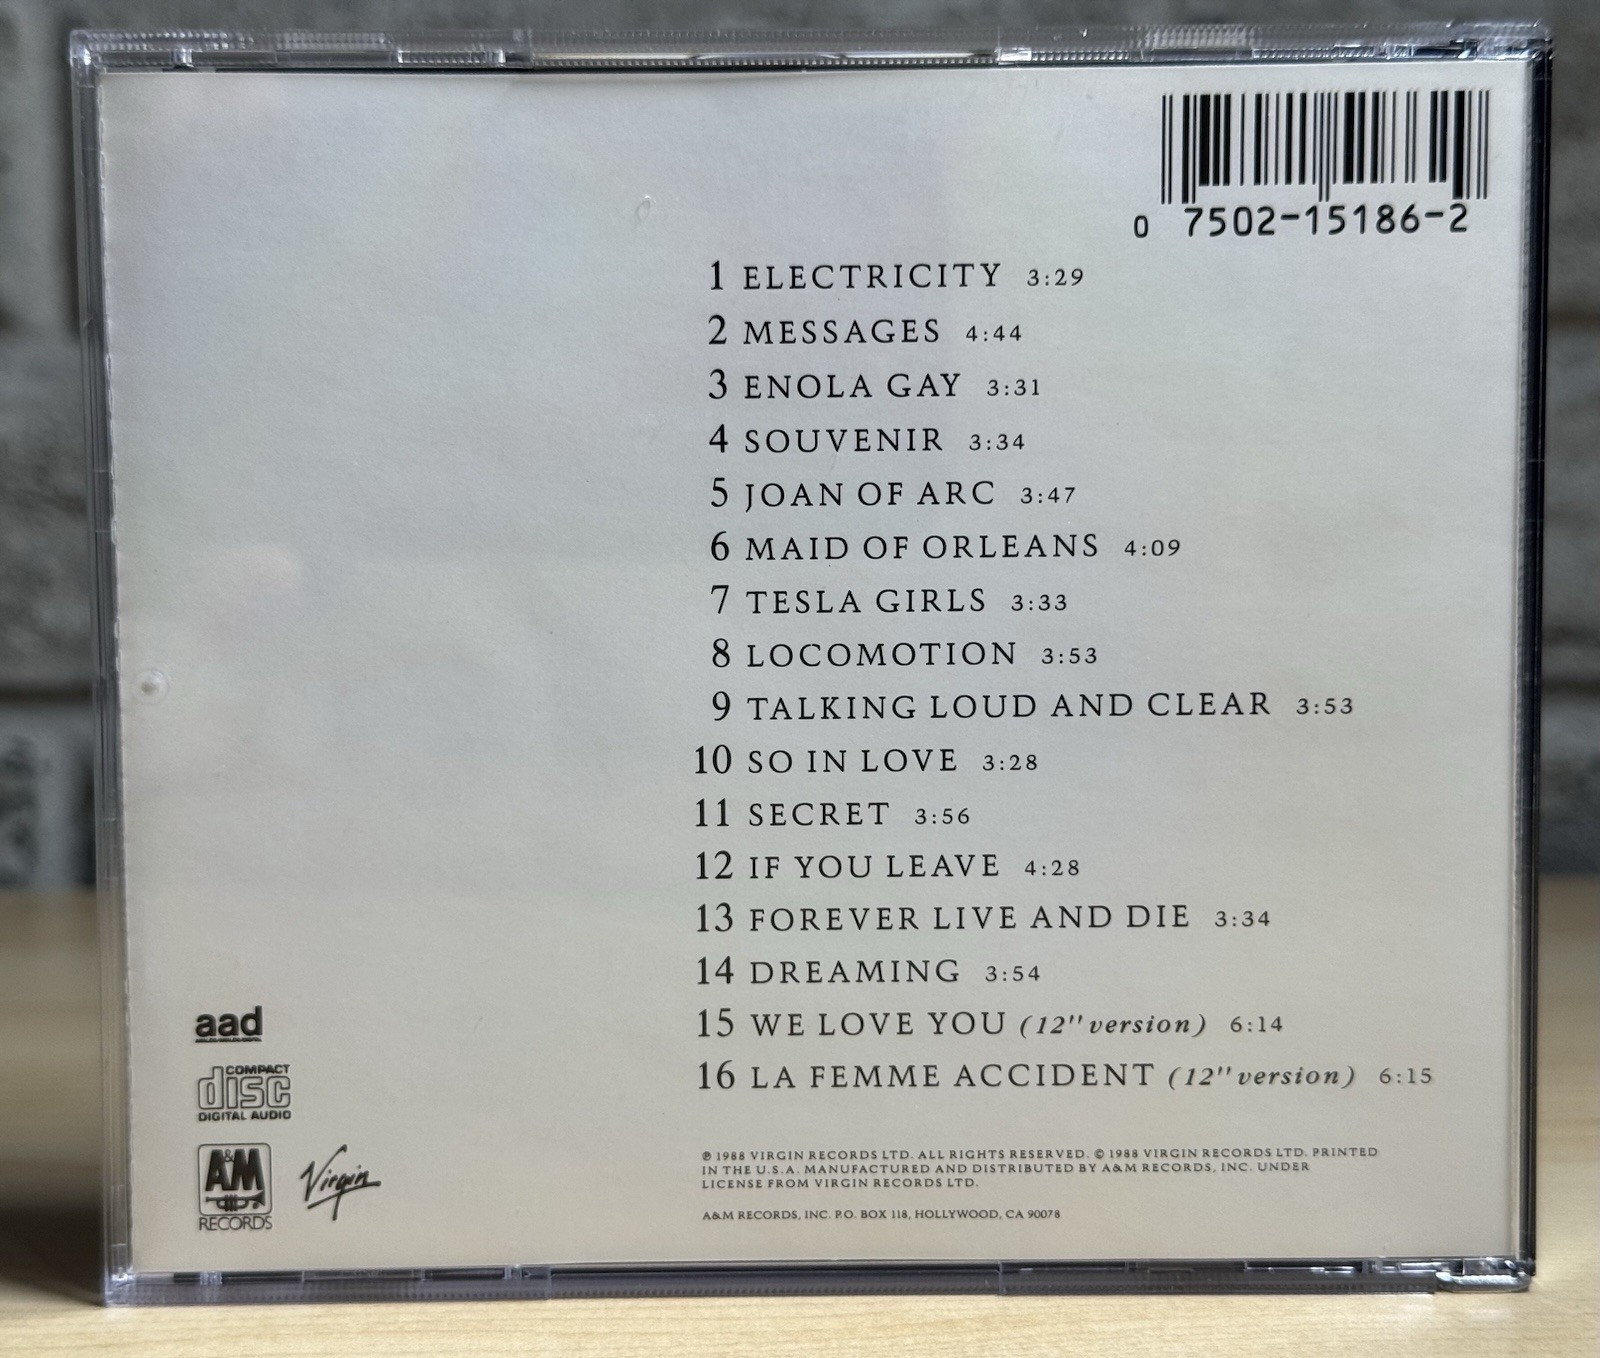 0 7502-15186-2
1 ELECTRICITY 3:29
2 MESSAGES 4:44
3 ENOLA GAY 3:31
4 SOUVENIR 3:34
5 JOAN OF ARC 3:47
6 MAID OF ORLEANS 4:09
7 TESLA GIRLS 3:33
8 LOCOMOTION 3:53
9 TALKING LOUD AND CLEAR 3:53
10 SO IN LOVE 3:28
11 SECRET 3:56
12 IF YOU LEAVE 4:28
13 FOREVER LIVE AND DIE 3:34
14 DREAMING 3:54
15 WE LOVE YOU (12" version) 6:14
16 LA FEMME ACCIDENT (12" version) 6:15
aad
COMPACT
disc
DIGITAL AUDIO
A&M
RECORDS
Virgin
℗ 1988 VIRGIN RECORDS LTD. ALL RIGHTS RESERVED. © 1988 VIRGIN RECORDS LTD. PRINTED
IN THE U.S.A. MANUFACTURED AND DISTRIBUTED BY A&M RECORDS, INC. UNDER
LICENSE FROM VIRGIN RECORDS LTD.
A&M RECORDS, INC. P.O. BOX 118, HOLLYWOOD, CA 90078